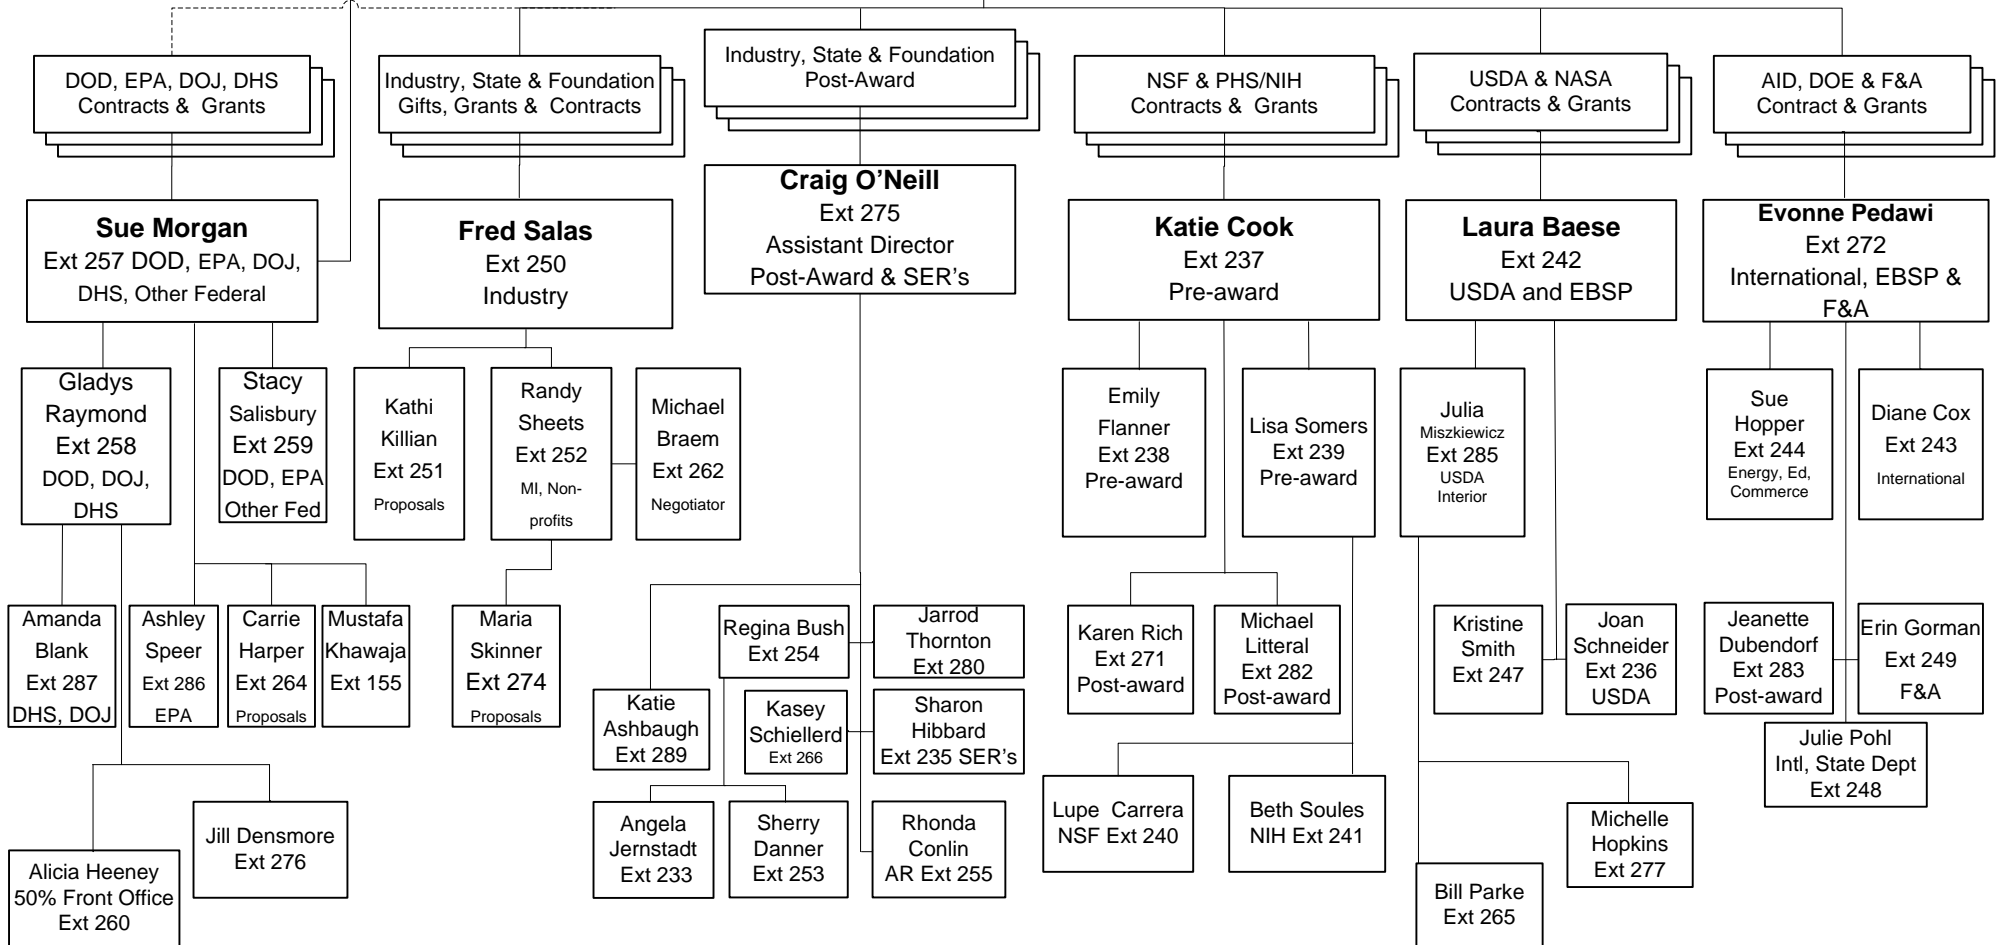 DOD, EPA, DOJ, DHS
Contracts & Grants
Industry, State & Foundation
Gifts, Grants & Contracts
Industry, State & Foundation
Post-Award
NSF & PHS/NIH
Contracts & Grants
USDA & NASA
Contracts & Grants
AID, DOE & F&A
Contract & Grants
Sue Morgan
Ext 257 DOD, EPA, DOJ,
DHS, Other Federal
Fred Salas
Ext 250
Industry
Craig O’Neill
Ext 275
Assistant Director
Post-Award & SER’s
Katie Cook
Ext 237
Pre-award
Laura Baese
Ext 242
USDA and EBSP
Evonne Pedawi
Ext 272
International, EBSP &
F&A
Gladys
Raymond
Ext 258
DOD, DOJ,
DHS
Stacy
Salisbury
Ext 259
DOD, EPA
Other Fed
Kathi
Killian
Ext 251
Proposals
Randy
Sheets
Ext 252
MI, Non-
profits
Michael
Braem
Ext 262
Negotiator
Emily
Flanner
Ext 238
Pre-award
Lisa Somers
Ext 239
Pre-award
Julia
Miszkiewicz
Ext 285
USDA
Interior
Sue
Hopper
Ext 244
Energy, Ed,
Commerce
Diane Cox
Ext 243
International
Amanda
Blank
Ext 287
DHS, DOJ
Ashley
Speer
Ext 286
EPA
Carrie
Harper
Ext 264
Proposals
Mustafa
Khawaja
Ext 155
Maria
Skinner
Ext 274
Proposals
Regina Bush
Ext 254
Jarrod
Thornton
Ext 280
Katie
Ashbaugh
Ext 289
Kasey
Schiellerd
Ext 266
Sharon
Hibbard
Ext 235 SER’s
Karen Rich
Ext 271
Post-award
Michael
Litteral
Ext 282
Post-award
Kristine
Smith
Ext 247
Joan
Schneider
Ext 236
USDA
Jeanette
Dubendorf
Ext 283
Post-award
Erin Gorman
Ext 249
F&A
Julie Pohl
Intl, State Dept
Ext 248
Alicia Heeney
50% Front Office
Ext 260
Jill Densmore
Ext 276
Angela
Jernstadt
Ext 233
Sherry
Danner
Ext 253
Rhonda
Conlin
AR Ext 255
Lupe Carrera
NSF Ext 240
Beth Soules
NIH Ext 241
Bill Parke
Ext 265
Michelle
Hopkins
Ext 277